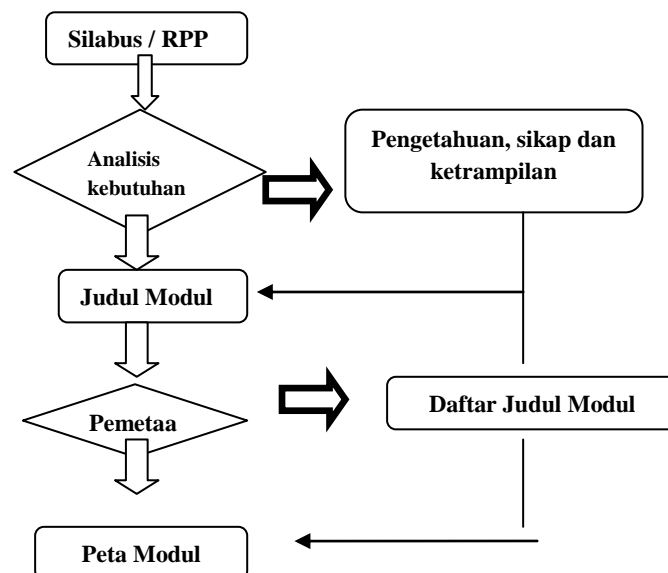 Silabus / RPP
Analisis
kebutuhan
Pengetahuan, sikap dan
ketrampilan
Judul Modul
Pemetaa
Daftar Judul Modul
Peta Modul